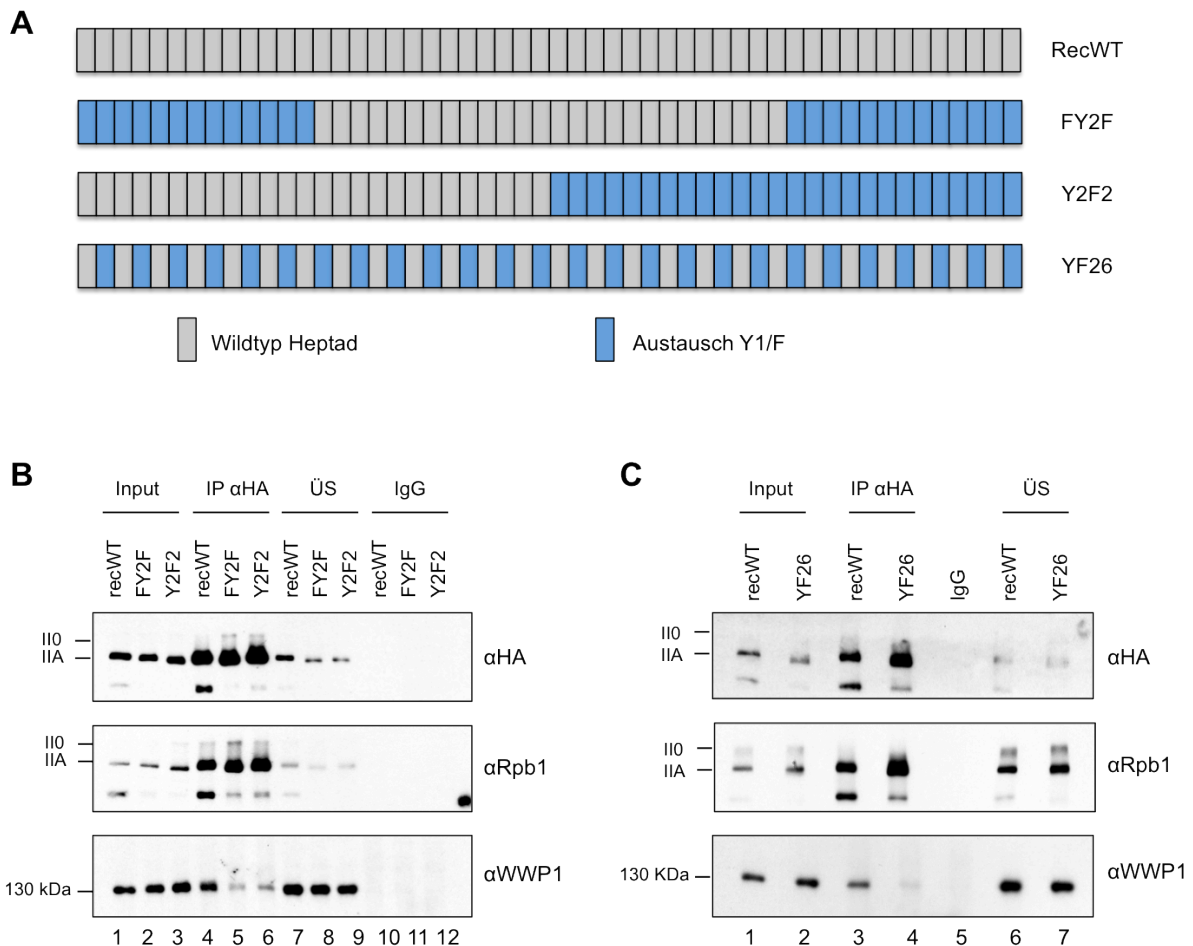 A
RecWT
FY2F
Y2F2
YF26
Wildtyp Heptad
Austausch Y1/F
B
Input IP αHA ÜS IgG
recWT FY2F Y2F2 recWT FY2F Y2F2 recWT FY2F Y2F2 recWT FY2F Y2F2
II0
IIA
αHA
II0
IIA
αRpb1
130 kDa
αWWP1
1 2 3 4 5 6 7 8 9 10 11 12
C
Input IP αHA ÜS
recWT YF26 recWT YF26 IgG recWT YF26
II0
IIA
αHA
II0
IIA
αRpb1
130 KDa
αWWP1
1 2 3 4 5 6 7